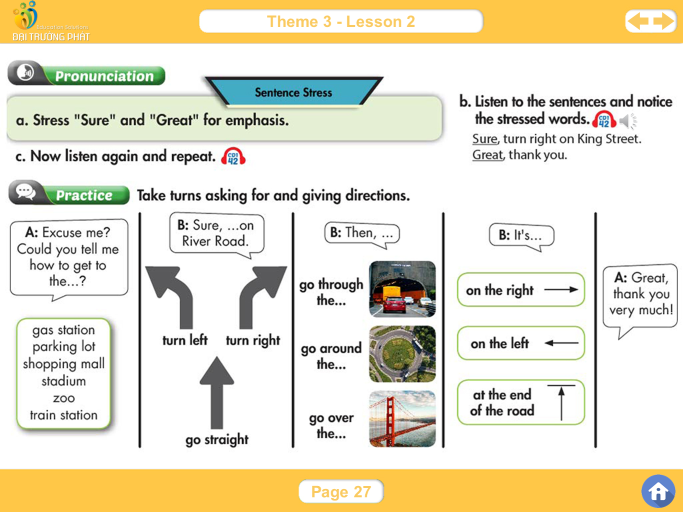 ĐẠI TRƯỜNG PHÁT
Theme 3 - Lesson 2
Pronunciation
Sentence Stress
a. Stress "Sure" and "Great" for emphasis.
b. Listen to the sentences and notice
the stressed words. CD1 42
Sure, turn right on King Street.
Great, thank you.
c. Now listen again and repeat. CD1 42
Practice
Take turns asking for and giving directions.
A: Excuse me?
Could you tell me
how to get to
the...?
gas station
parking lot
shopping mall
stadium
zoo
train station
B: Sure, ...on
River Road.
turn left
turn right
go straight
B: Then, ...
go through
the...
go around
the...
go over
the...
B: It's...
on the right
on the left
at the end
of the road
A: Great,
thank you
very much!
Page 27